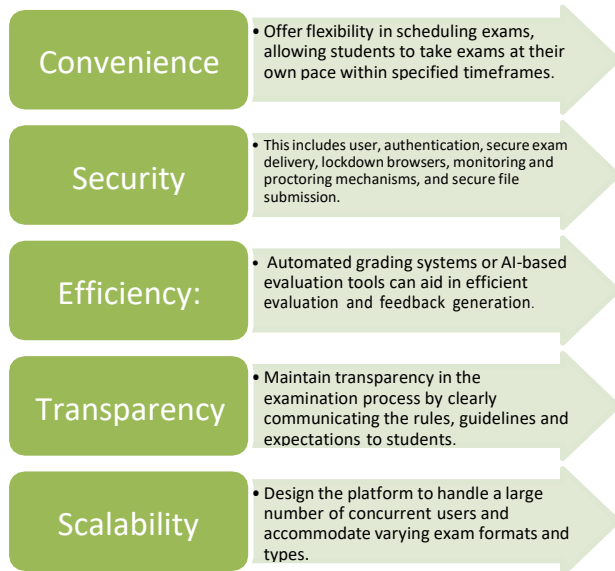 Convenience
• Offer flexibility in scheduling exams,
allowing students to take exams at their
own pace within specified timeframes.
Security
• This includes user, authentication, secure exam
delivery, lockdown browsers, monitoring and
proctoring mechanisms, and secure file
submission.
Efficiency:
• Automated grading systems or AI-based
evaluation tools can aid in efficient
evaluation and feedback generation.
Transparency
• Maintain transparency in the
examination process by clearly
communicating the rules, guidelines and
expectations to students.
Scalability
• Design the platform to handle a large
number of concurrent users and
accommodate varying exam formats and
types.